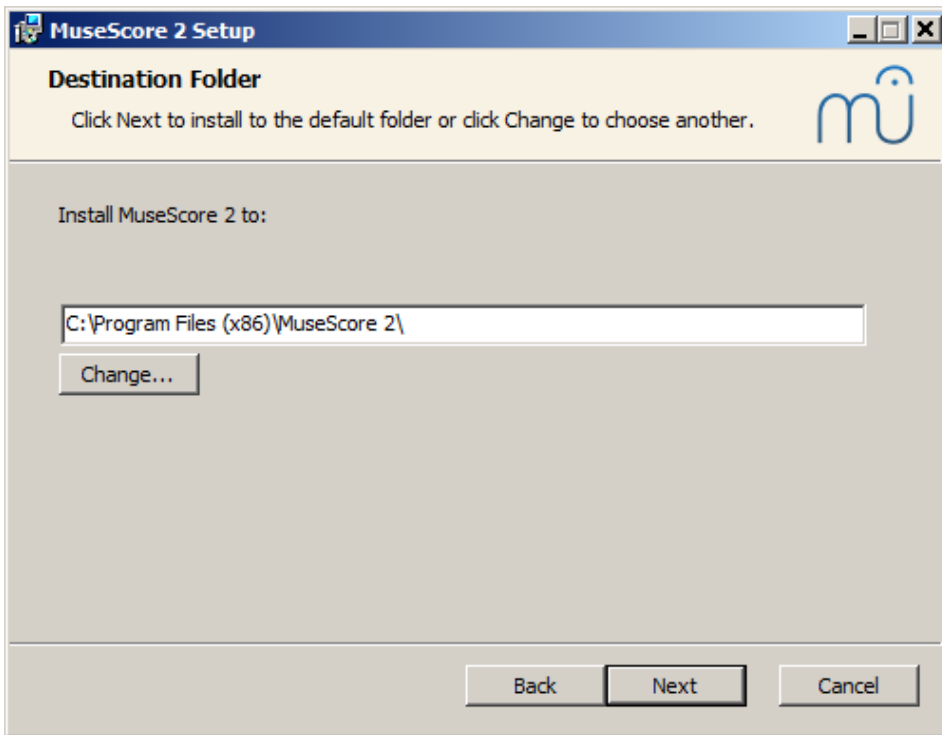 MuseScore 2 Setup
Destination Folder
Click Next to install to the default folder or click Change to choose another.
Install MuseScore 2 to:
C:\Program Files (x86)\MuseScore 2\
Change...
Back Next Cancel